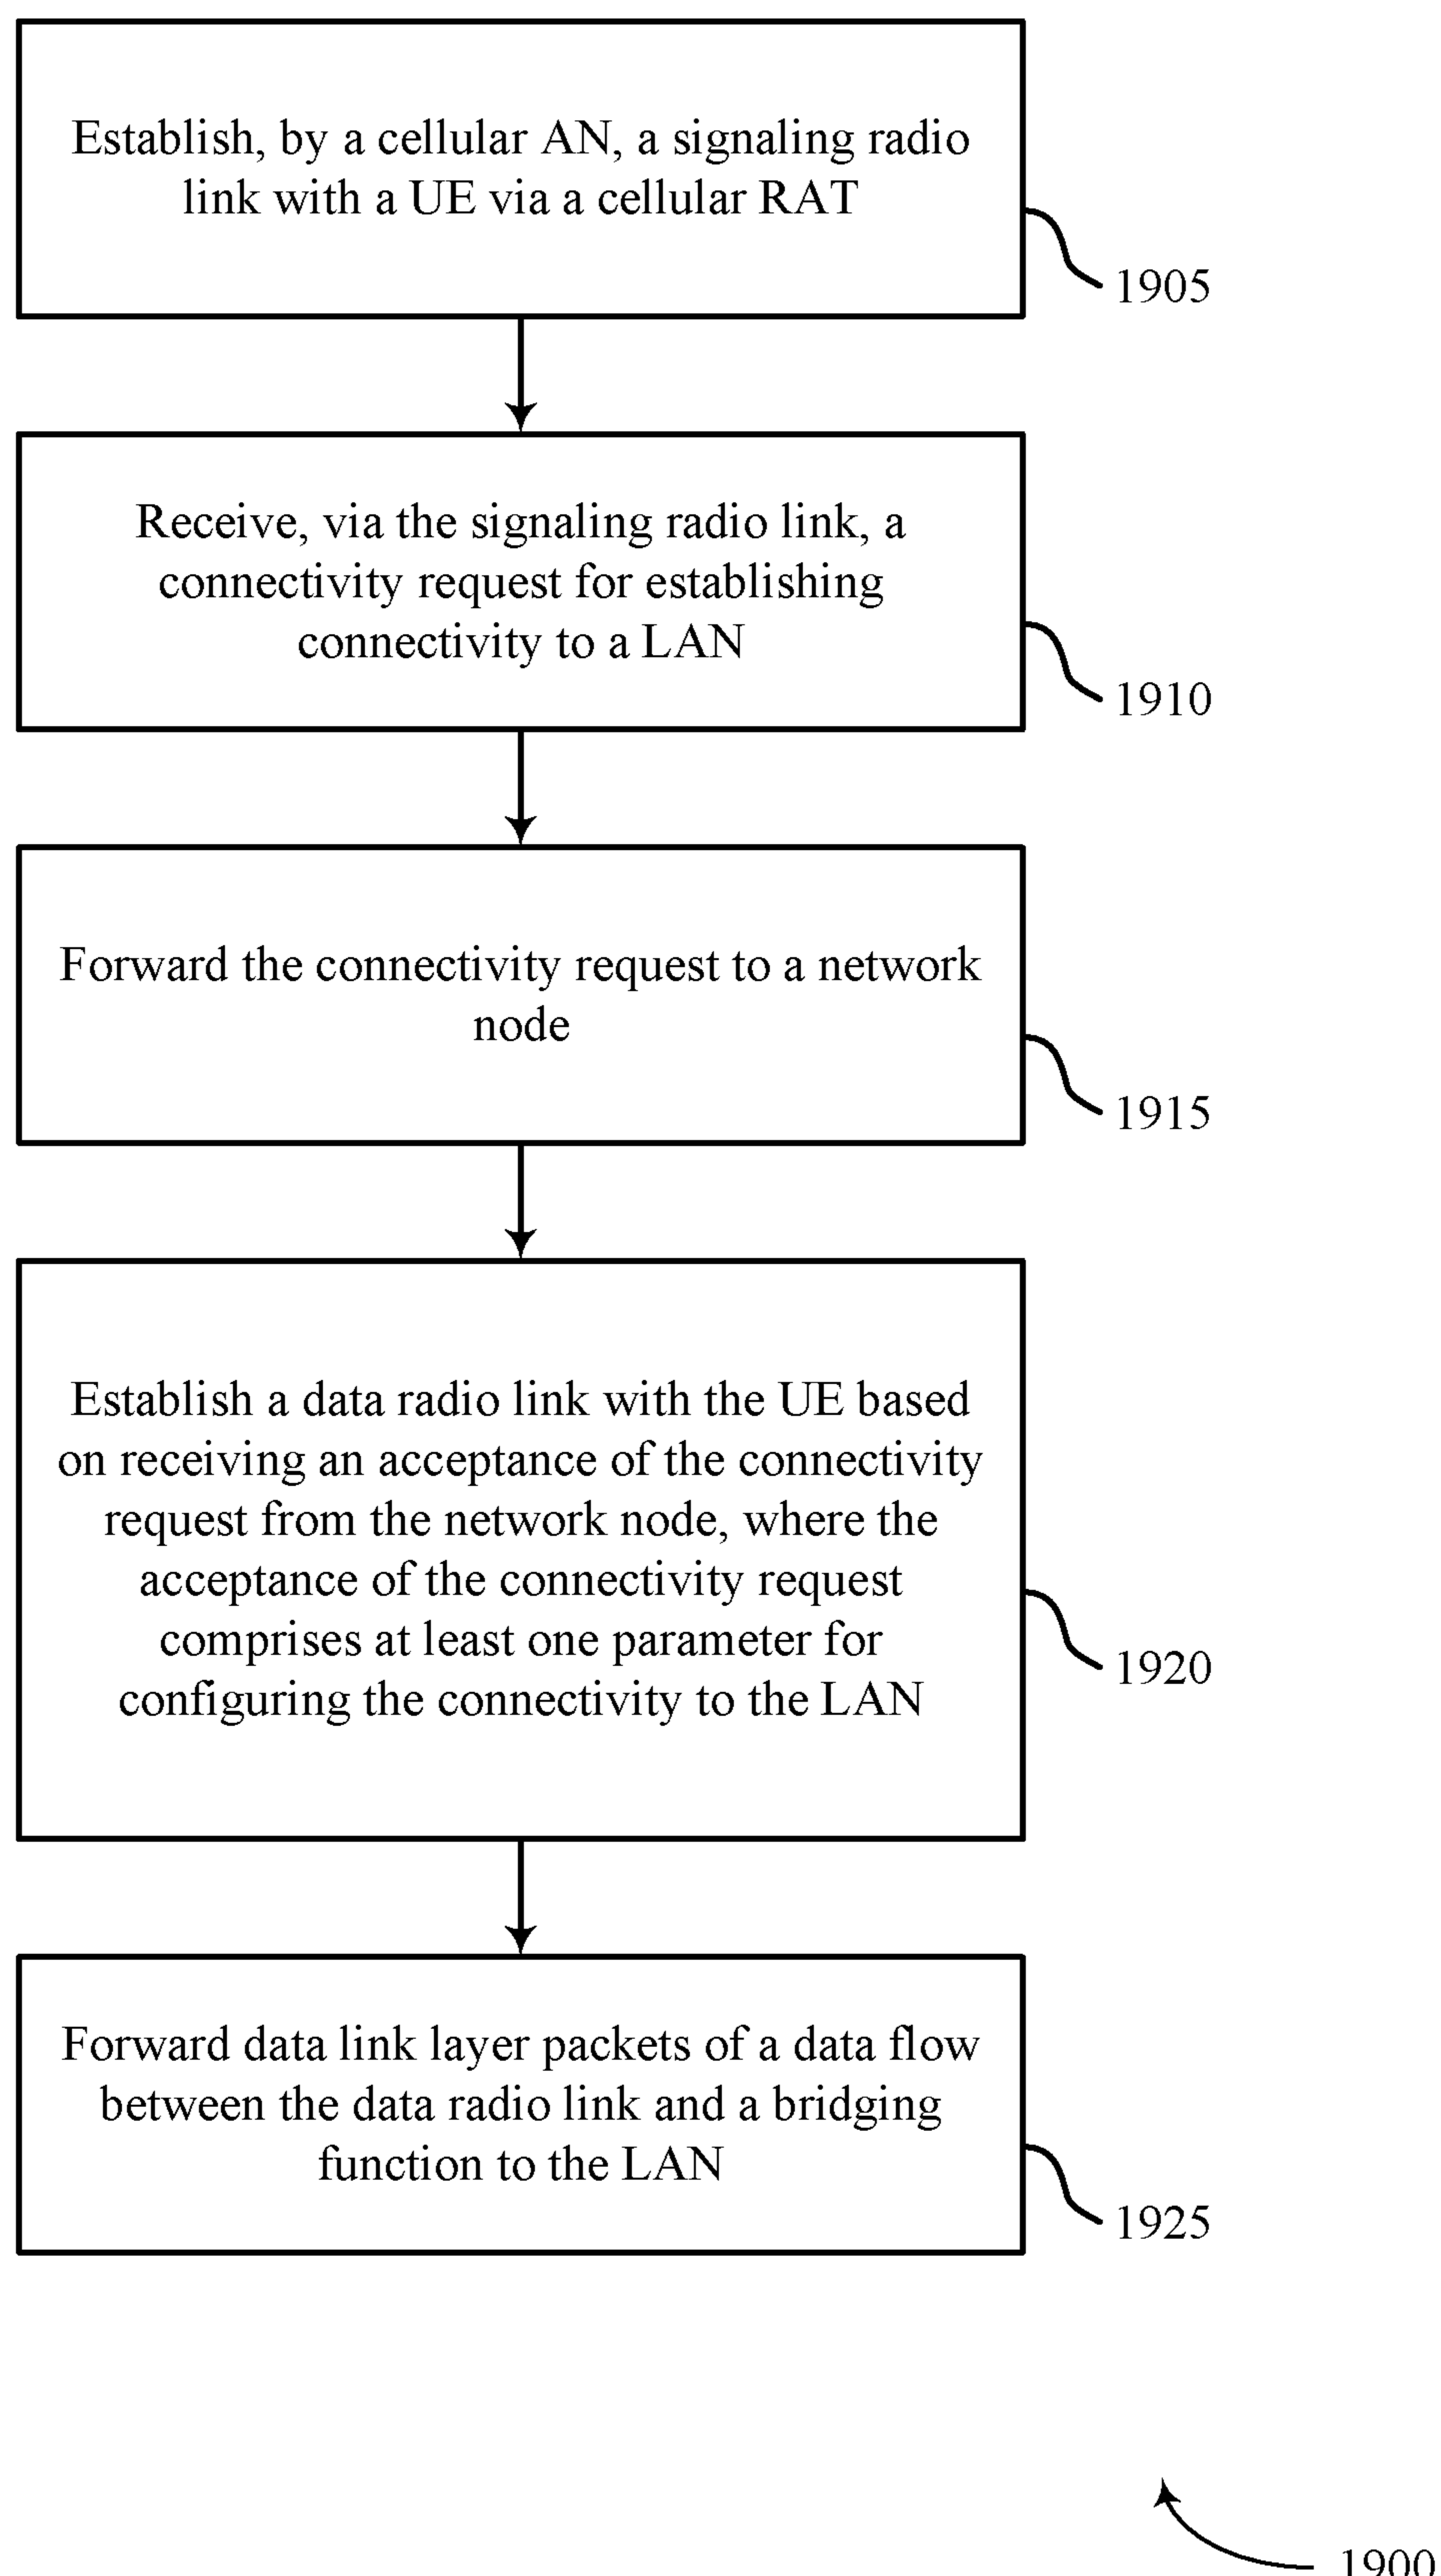 Establish, by a cellular AN, a signaling radio
link with a UE via a cellular RAT
1905
Receive, via the signaling radio link, a
connectivity request for establishing
connectivity to a LAN
1910
Forward the connectivity request to a network
node
1915
Establish a data radio link with the UE based
on receiving an acceptance of the connectivity
request from the network node, where the
acceptance of the connectivity request
comprises at least one parameter for
configuring the connectivity to the LAN
1920
Forward data link layer packets of a data flow
between the data radio link and a bridging
function to the LAN
1925
1900